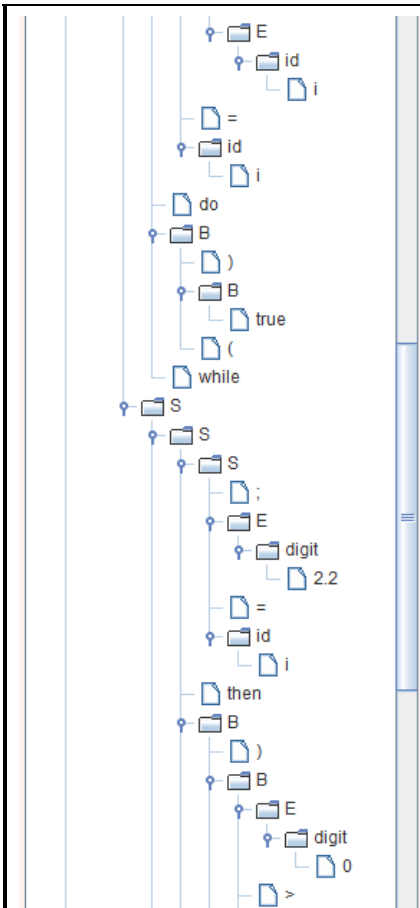 E
id
i
=
id
i
do
B
)
B
true
(
while
S
S
S
;
E
digit
2.2
=
id
i
then
B
)
B
E
digit
0
>